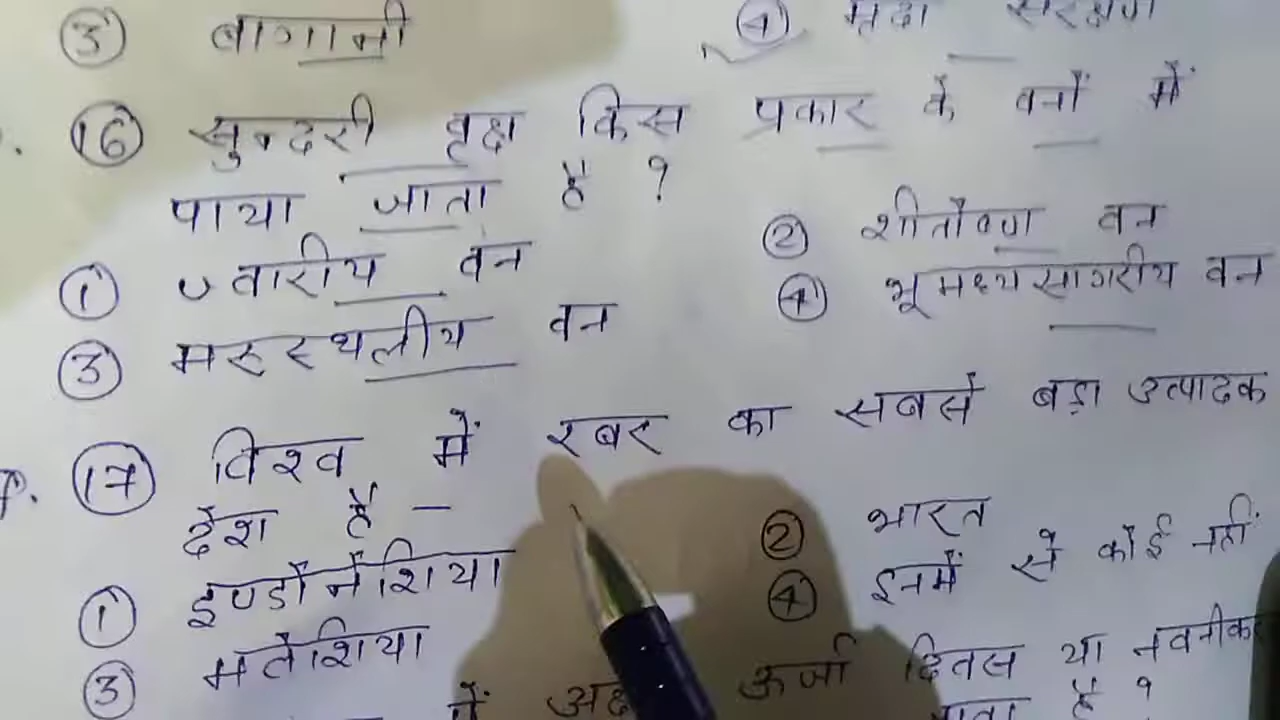 ③ बागानी ④ मृदा संरक्षण
⑯ सुन्दरी वृक्ष किस प्रकार के वनों में
पाया जाता है ?
① ज्वारीय वन ② शीतोष्ण वन
③ मरुस्थलीय वन ④ भूमध्यसागरीय वन
⑰ विश्व में रबर का सबसे बड़ा उत्पादक
देश है –
① इण्डोनेशिया ② भारत
③ मलेशिया ④ इनमें से कोई नहीं
में ऊर्जा दिवस या
है ?